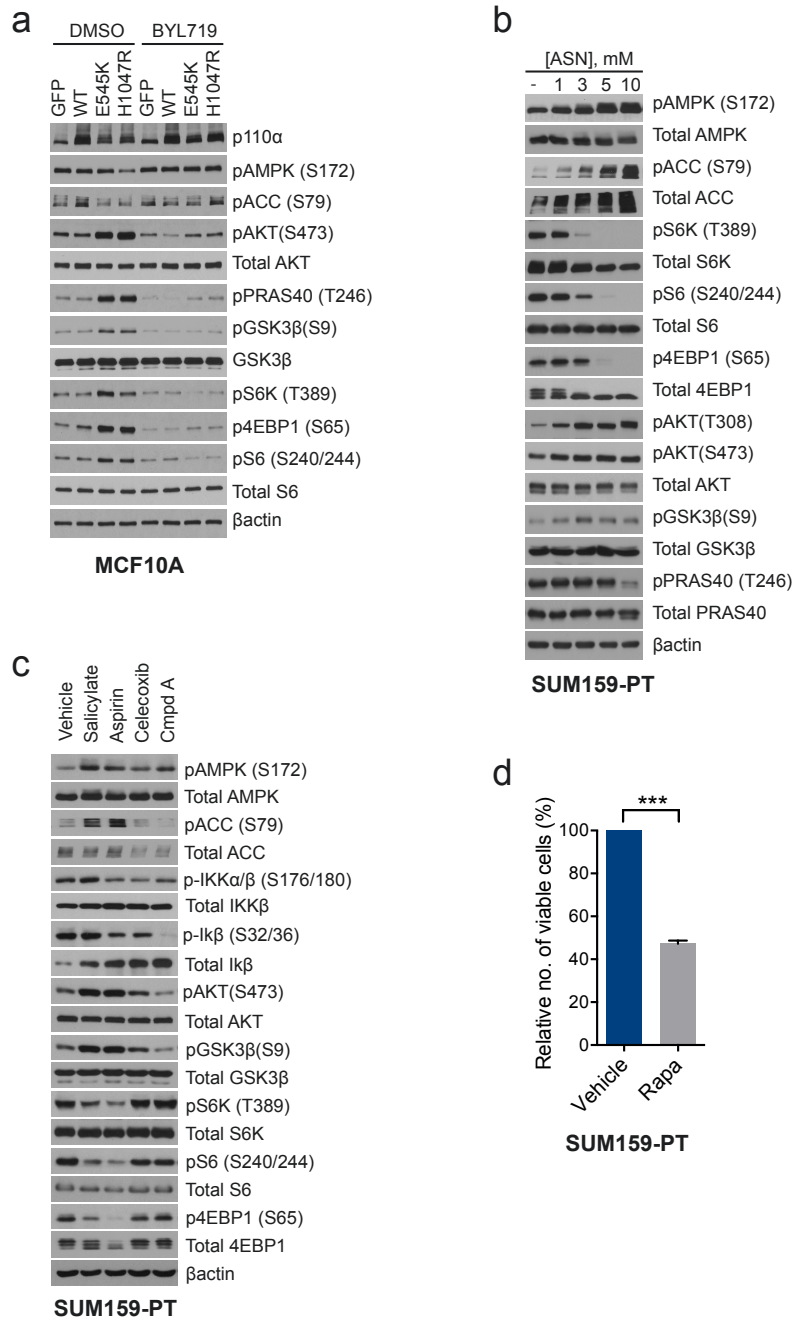 a
DMSO BYL719
GFP WT E545K H1047R GFP WT E545K H1047R
p110α
pAMPK (S172)
pACC (S79)
pAKT(S473)
Total AKT
pPRAS40 (T246)
pGSK3β(S9)
GSK3β
pS6K (T389)
p4EBP1 (S65)
pS6 (S240/244)
Total S6
βactin
MCF10A
b
[ASN], mM
- 1 3 5 10
pAMPK (S172)
Total AMPK
pACC (S79)
Total ACC
pS6K (T389)
Total S6K
pS6 (S240/244)
Total S6
p4EBP1 (S65)
Total 4EBP1
pAKT(T308)
pAKT(S473)
Total AKT
pGSK3β(S9)
Total GSK3β
pPRAS40 (T246)
Total PRAS40
βactin
SUM159-PT
c
Vehicle Salicylate Aspirin Celecoxib Cmpd A
pAMPK (S172)
Total AMPK
pACC (S79)
Total ACC
p-IKKα/β (S176/180)
Total IKKβ
p-Ikβ (S32/36)
Total Ikβ
pAKT(S473)
Total AKT
pGSK3β(S9)
Total GSK3β
pS6K (T389)
Total S6K
pS6 (S240/244)
Total S6
p4EBP1 (S65)
Total 4EBP1
βactin
SUM159-PT
d
***
Relative no. of viable cells (%)
100
80
60
40
20
0
Vehicle Rapa
SUM159-PT